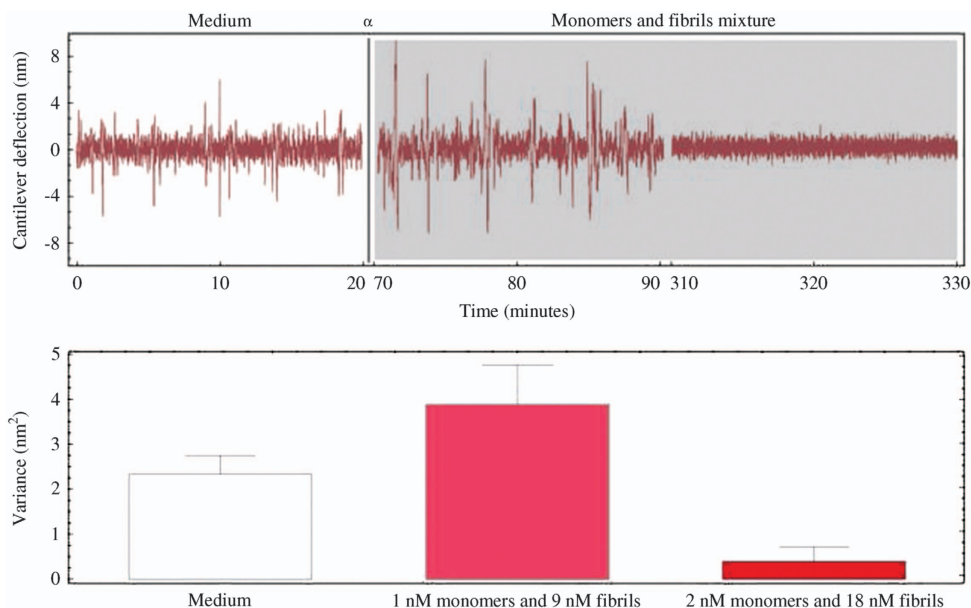 Medium α Monomers and fibrils mixture
Cantilever deflection (nm)
8
4
0
-4
-8
0 10 20 70 80 90 310 320 330
Time (minutes)
Variance (nm²)
5
4
3
2
1
0
Medium 1 nM monomers and 9 nM fibrils 2 nM monomers and 18 nM fibrils